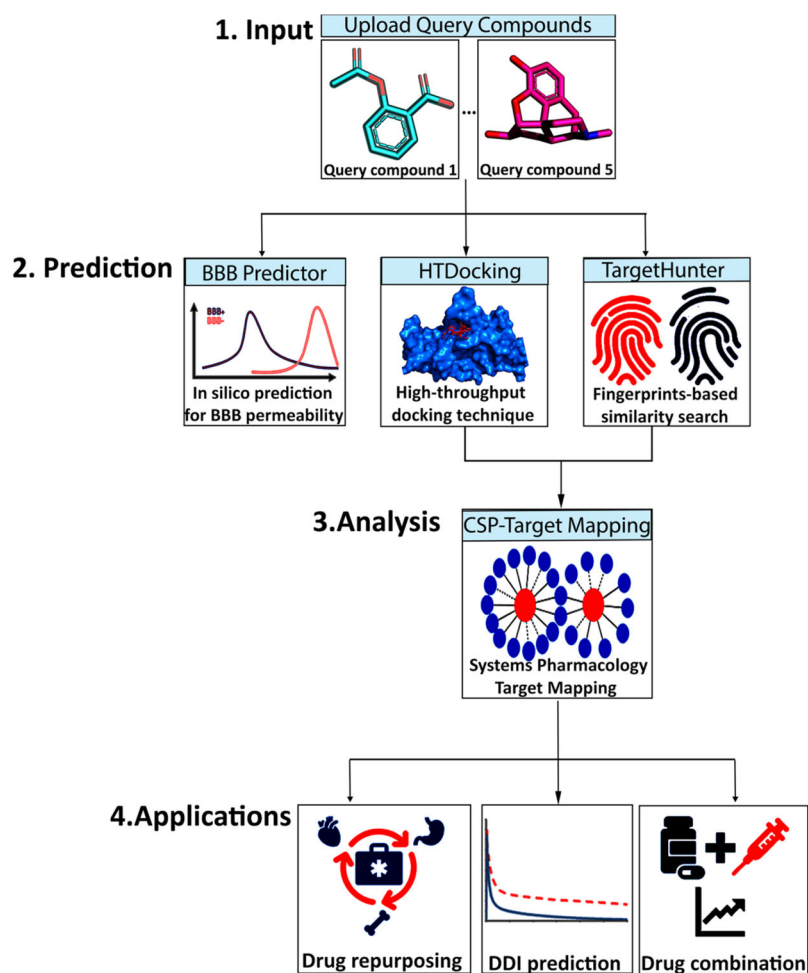 1. Input
Upload Query Compounds
...
Query compound 1
Query compound 5
2. Prediction
BBB Predictor
HTDocking
TargetHunter
BBB+
BBB-
In silico prediction
for BBB permeability
High-throughput
docking technique
Fingerprints-based
similarity search
3.Analysis
CSP-Target Mapping
Systems Pharmacology
Target Mapping
4.Applications
Drug repurposing
DDI prediction
Drug combination